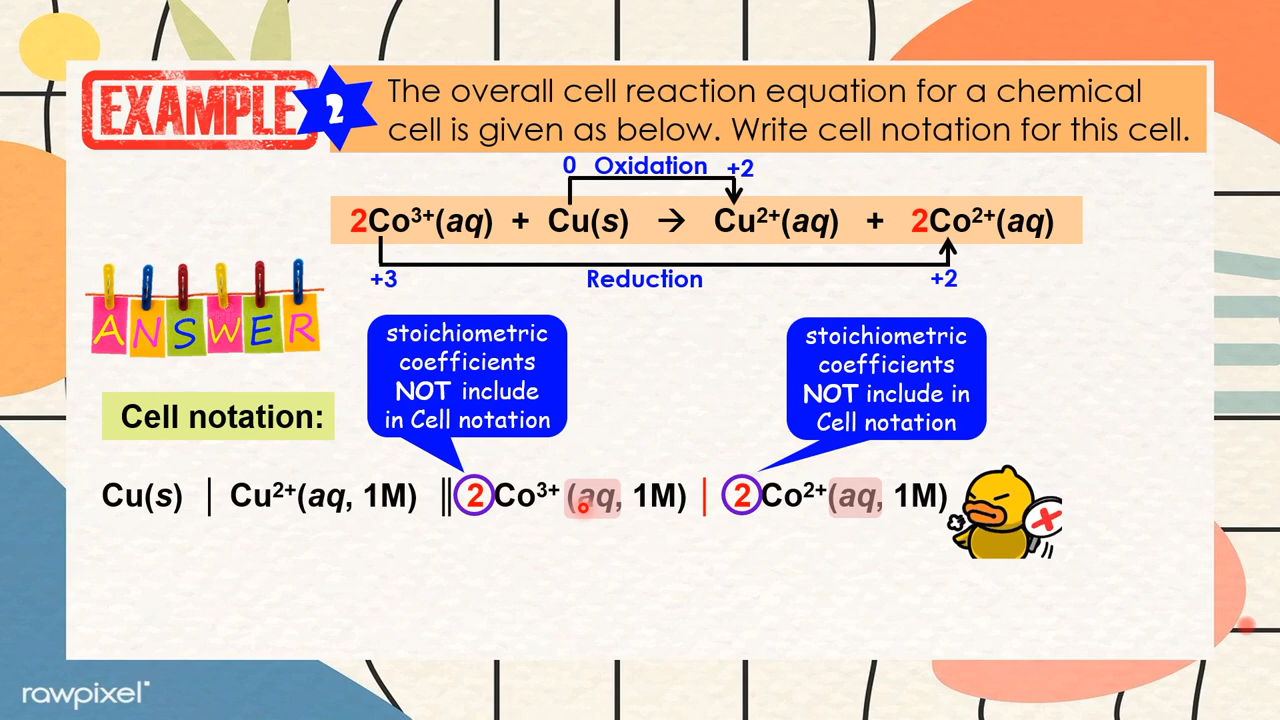 EXAMPLE 2
The overall cell reaction equation for a chemical
cell is given as below. Write cell notation for this cell.
0 Oxidation +2
2Co³⁺(aq) + Cu(s) → Cu²⁺(aq) + 2Co²⁺(aq)
+3 Reduction +2
ANSWER
stoichiometric
coefficients
NOT include
in Cell notation
stoichiometric
coefficients
NOT include in
Cell notation
Cell notation:
Cu(s) | Cu²⁺(aq, 1M) || 2Co³⁺(aq, 1M) | 2Co²⁺(aq, 1M)
rawpixel